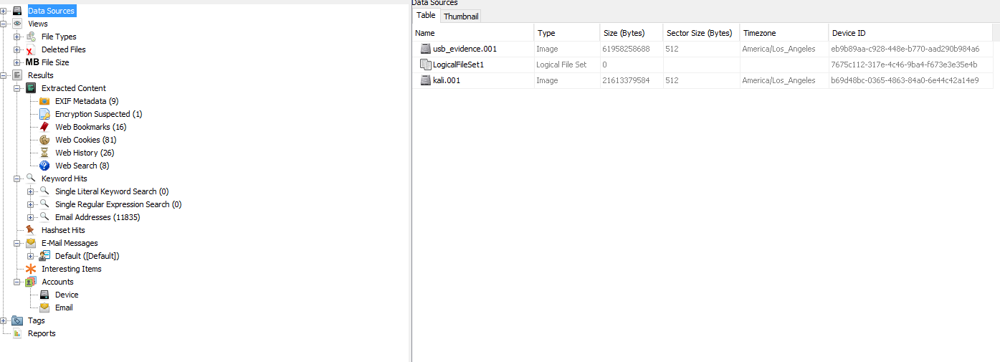 Data Sources
Views
File Types
Deleted Files
MB File Size
Results
Extracted Content
EXIF Metadata (9)
Encryption Suspected (1)
Web Bookmarks (16)
Web Cookies (81)
Web History (26)
Web Search (8)
Keyword Hits
Single Literal Keyword Search (0)
Single Regular Expression Search (0)
Email Addresses (11835)
Hashset Hits
E-Mail Messages
Default ([Default])
Interesting Items
Accounts
Device
Email
Tags
Reports
Data Sources
Table Thumbnail
Name Type Size (Bytes) Sector Size (Bytes) Timezone Device ID
usb_evidence.001 Image 61958258688 512 America/Los_Angeles eb9b89aa-c928-448e-b770-aad290b984a6
LogicalFileSet1 Logical File Set 0 7675c112-317e-4c46-9ba4-f673e3e35e4b
kali.001 Image 21613379584 512 America/Los_Angeles b69d48bc-0365-4863-84a0-6e44c42a14e9